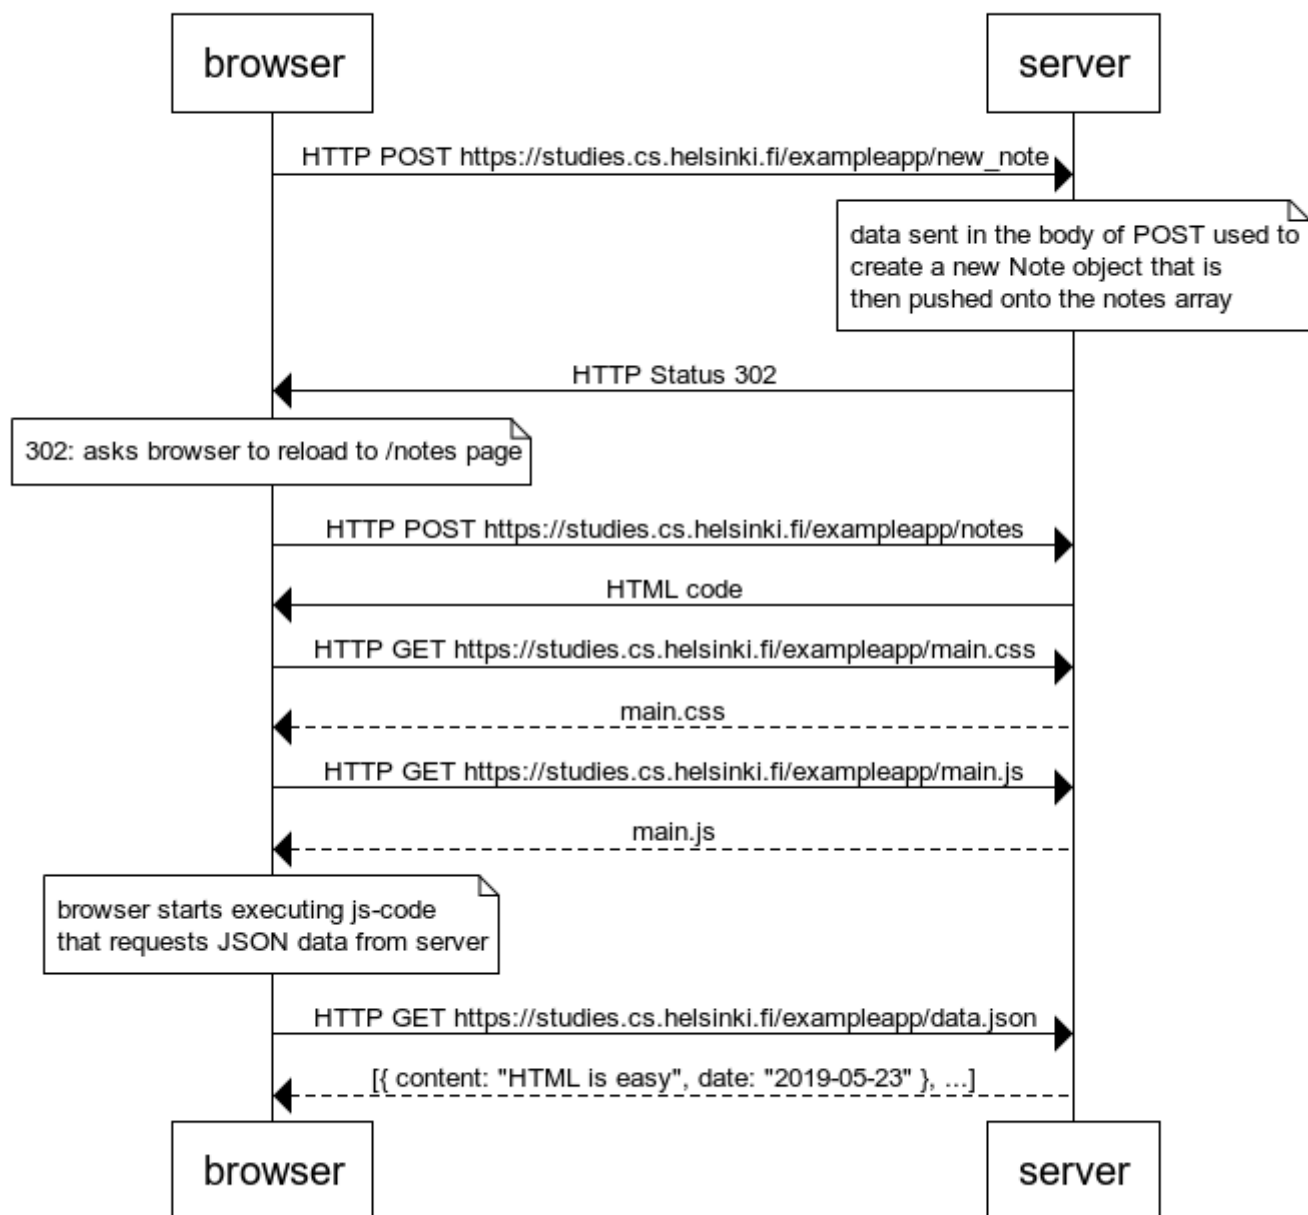 browser
server
HTTP POST https://studies.cs.helsinki.fi/exampleapp/new_note
data sent in the body of POST used to
create a new Note object that is
then pushed onto the notes array
HTTP Status 302
302: asks browser to reload to /notes page
HTTP POST https://studies.cs.helsinki.fi/exampleapp/notes
HTML code
HTTP GET https://studies.cs.helsinki.fi/exampleapp/main.css
main.css
HTTP GET https://studies.cs.helsinki.fi/exampleapp/main.js
main.js
browser starts executing js-code
that requests JSON data from server
HTTP GET https://studies.cs.helsinki.fi/exampleapp/data.json
[{ content: "HTML is easy", date: "2019-05-23" }, ...]
browser
server